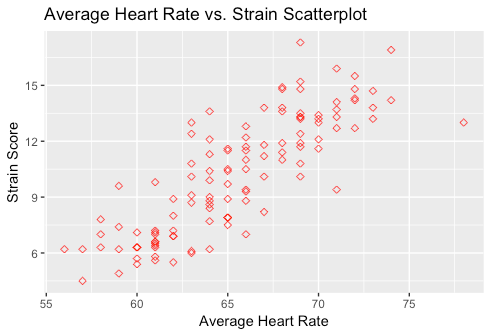 Average Heart Rate vs. Strain Scatterplot
Strain Score
15
12
9
6
55 60 65 70 75
Average Heart Rate